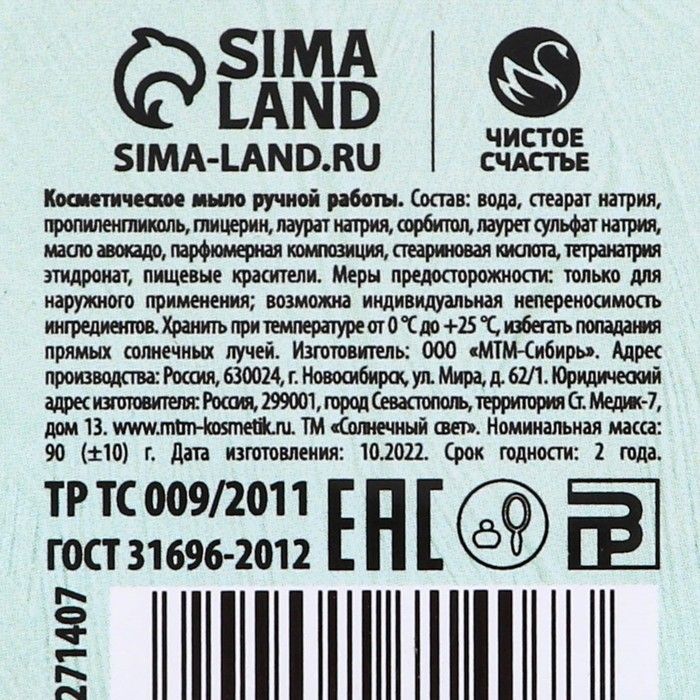 SIMA
LAND
SIMA-LAND.RU
ЧИСТОЕ
СЧАСТЬЕ
Косметическое мыло ручной работы. Состав: вода, стеарат натрия,
пропиленгликоль, глицерин, лаурат натрия, сорбитол, лаурет сульфат натрия,
масло авокадо, парфюмерная композиция, стеариновая кислота, тетранатрия
этидронат, пищевые красители. Меры предосторожности: только для
наружного применения; возможна индивидуальная непереносимость
ингредиентов. Хранить при температуре от 0 °С до +25 °С, избегать попадания
прямых солнечных лучей. Изготовитель: ООО «МТМ-Сибирь». Адрес
производства: Россия, 630024, г. Новосибирск, ул. Мира, д. 62/1. Юридический
адрес изготовителя: Россия, 299001, город Севастополь, территория Ст. Медик-7,
дом 13. www.mtm-kosmetik.ru. ТМ «Солнечный свет». Номинальная масса:
90 (±10) г. Дата изготовления: 10.2022. Срок годности: 2 года.
ТР ТС 009/2011
ГОСТ 31696-2012
ЕАС
271407